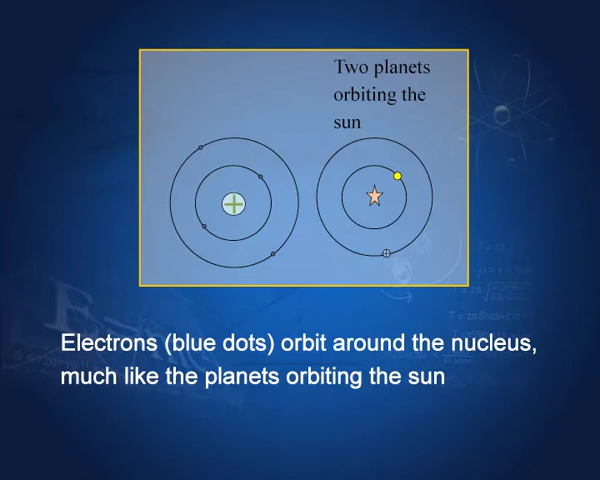 Two planets
orbiting the
sun
Electrons (blue dots) orbit around the nucleus,
much like the planets orbiting the sun